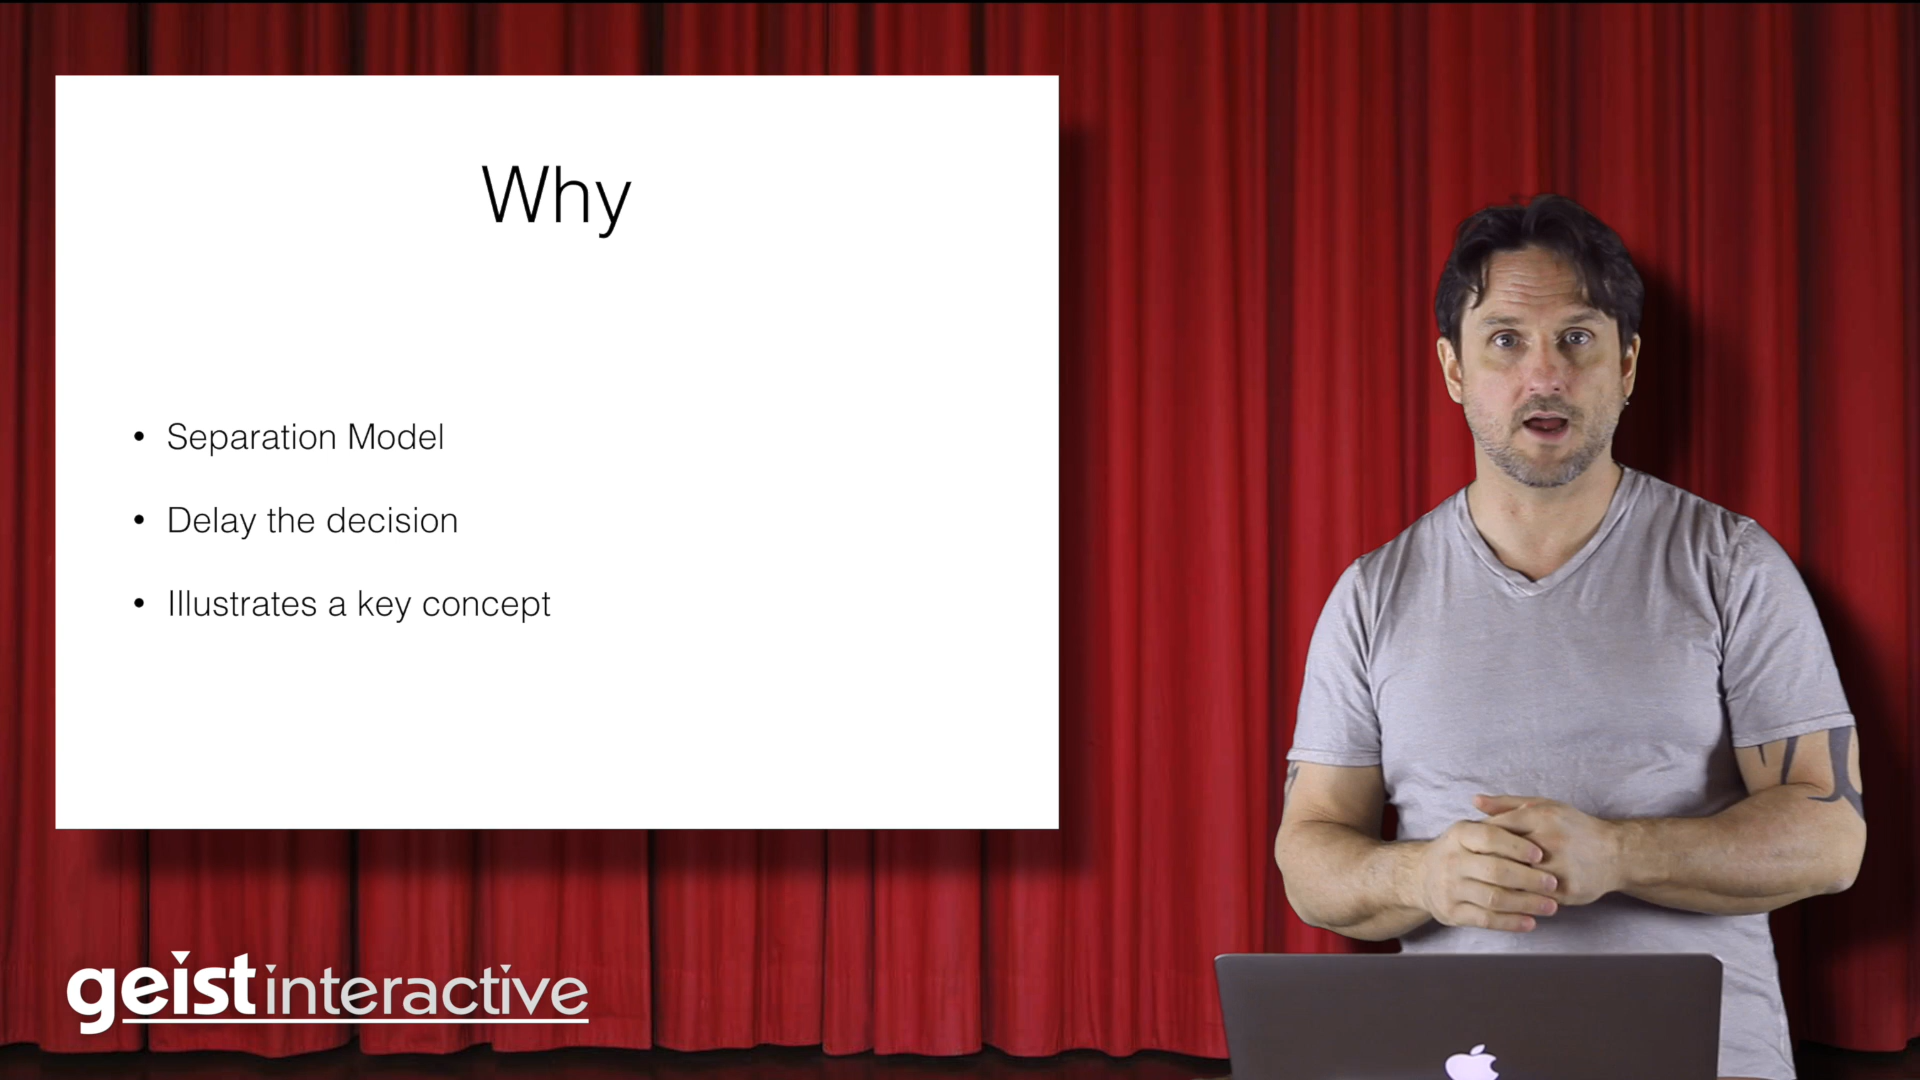 Why
• Separation Model
• Delay the decision
• Illustrates a key concept
geistinteractive